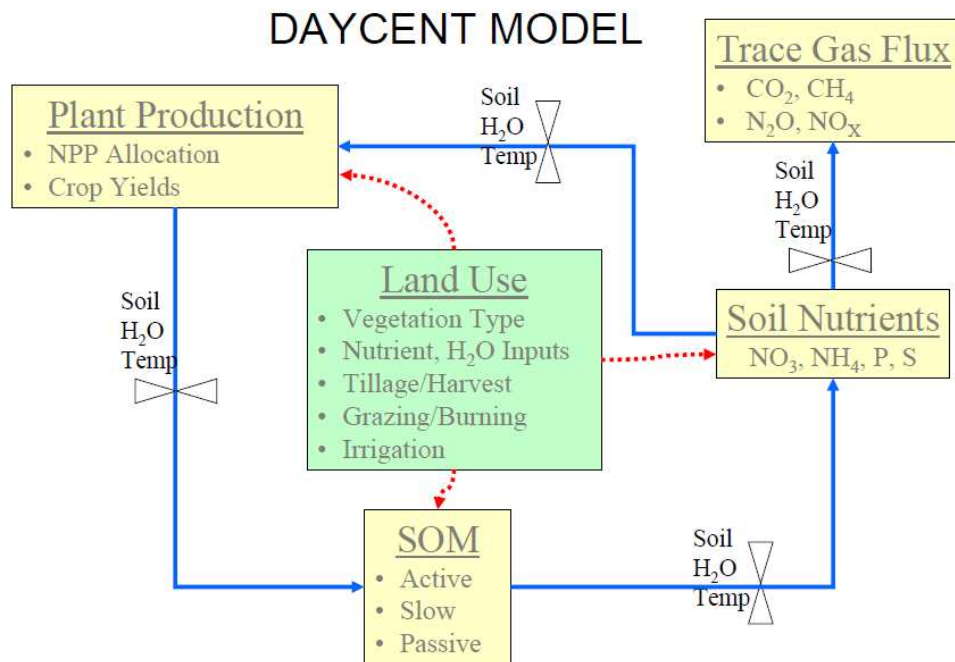 DAYCENT MODEL
Plant Production
• NPP Allocation
• Crop Yields
Soil
H₂O
Temp
Trace Gas Flux
• CO₂, CH₄
• N₂O, NOₓ
Soil
H₂O
Temp
Land Use
• Vegetation Type
• Nutrient, H₂O Inputs
• Tillage/Harvest
• Grazing/Burning
• Irrigation
Soil Nutrients
NO₃, NH₄, P, S
Soil
H₂O
Temp
SOM
• Active
• Slow
• Passive
Soil
H₂O
Temp